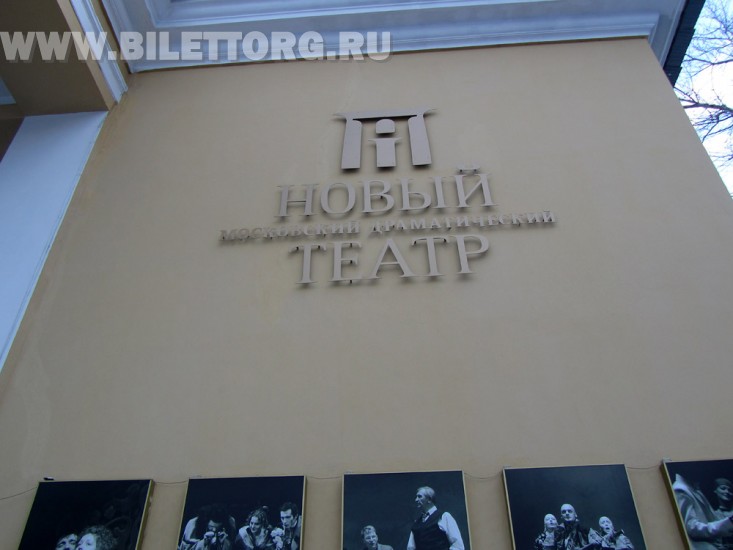 WWW.BILETTORG.RU
НОВЫЙ
МОСКОВСКИЙ ДРАМАТИЧЕСКИЙ
ТЕАТР